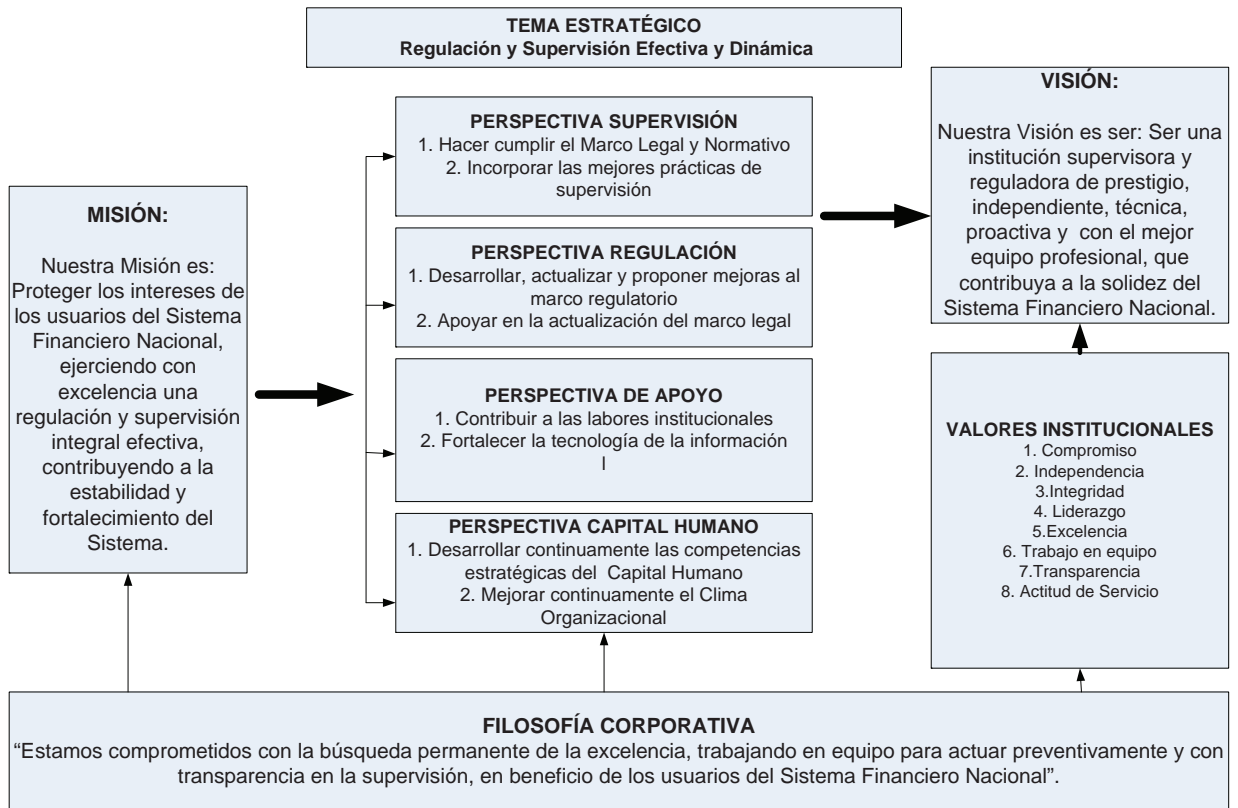 TEMA ESTRATÉGICO
Regulación y Supervisión Efectiva y Dinámica
MISIÓN:
Nuestra Misión es:
Proteger los intereses de
los usuarios del Sistema
Financiero Nacional,
ejerciendo con
excelencia una
regulación y supervisión
integral efectiva,
contribuyendo a la
estabilidad y
fortalecimiento del
Sistema.
PERSPECTIVA SUPERVISIÓN
1. Hacer cumplir el Marco Legal y Normativo
2. Incorporar las mejores prácticas de
supervisión
PERSPECTIVA REGULACIÓN
1. Desarrollar, actualizar y proponer mejoras al
marco regulatorio
2. Apoyar en la actualización del marco legal
PERSPECTIVA DE APOYO
1. Contribuir a las labores institucionales
2. Fortalecer la tecnología de la información
l
PERSPECTIVA CAPITAL HUMANO
1. Desarrollar continuamente las competencias
estratégicas del Capital Humano
2. Mejorar continuamente el Clima
Organizacional
VISIÓN:
Nuestra Visión es ser: Ser una
institución supervisora y
reguladora de prestigio,
independiente, técnica,
proactiva y con el mejor
equipo profesional, que
contribuya a la solidez del
Sistema Financiero Nacional.
VALORES INSTITUCIONALES
1. Compromiso
2. Independencia
3.Integridad
4. Liderazgo
5.Excelencia
6. Trabajo en equipo
7.Transparencia
8. Actitud de Servicio
FILOSOFÍA CORPORATIVA
“Estamos comprometidos con la búsqueda permanente de la excelencia, trabajando en equipo para actuar preventivamente y con
transparencia en la supervisión, en beneficio de los usuarios del Sistema Financiero Nacional”.